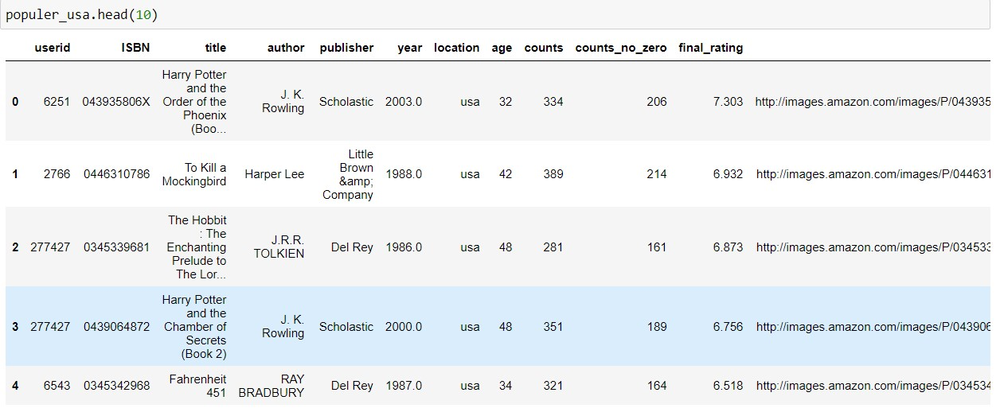 populer_usa.head(10)
userid ISBN title author publisher year location age counts counts_no_zero final_rating
0 6251 043935806X Harry Potter and the Order of the Phoenix (Boo... J. K. Rowling Scholastic 2003.0 usa 32 334 206 7.303 http://images.amazon.com/images/P/043935
1 2766 0446310786 To Kill a Mockingbird Harper Lee Little Brown &amp; Company 1988.0 usa 42 389 214 6.932 http://images.amazon.com/images/P/044631
2 277427 0345339681 The Hobbit : The Enchanting Prelude to The Lor... J.R.R. TOLKIEN Del Rey 1986.0 usa 48 281 161 6.873 http://images.amazon.com/images/P/034533
3 277427 0439064872 Harry Potter and the Chamber of Secrets (Book 2) J. K. Rowling Scholastic 2000.0 usa 48 351 189 6.756 http://images.amazon.com/images/P/043906
4 6543 0345342968 Fahrenheit 451 RAY BRADBURY Del Rey 1987.0 usa 34 321 164 6.518 http://images.amazon.com/images/P/034534